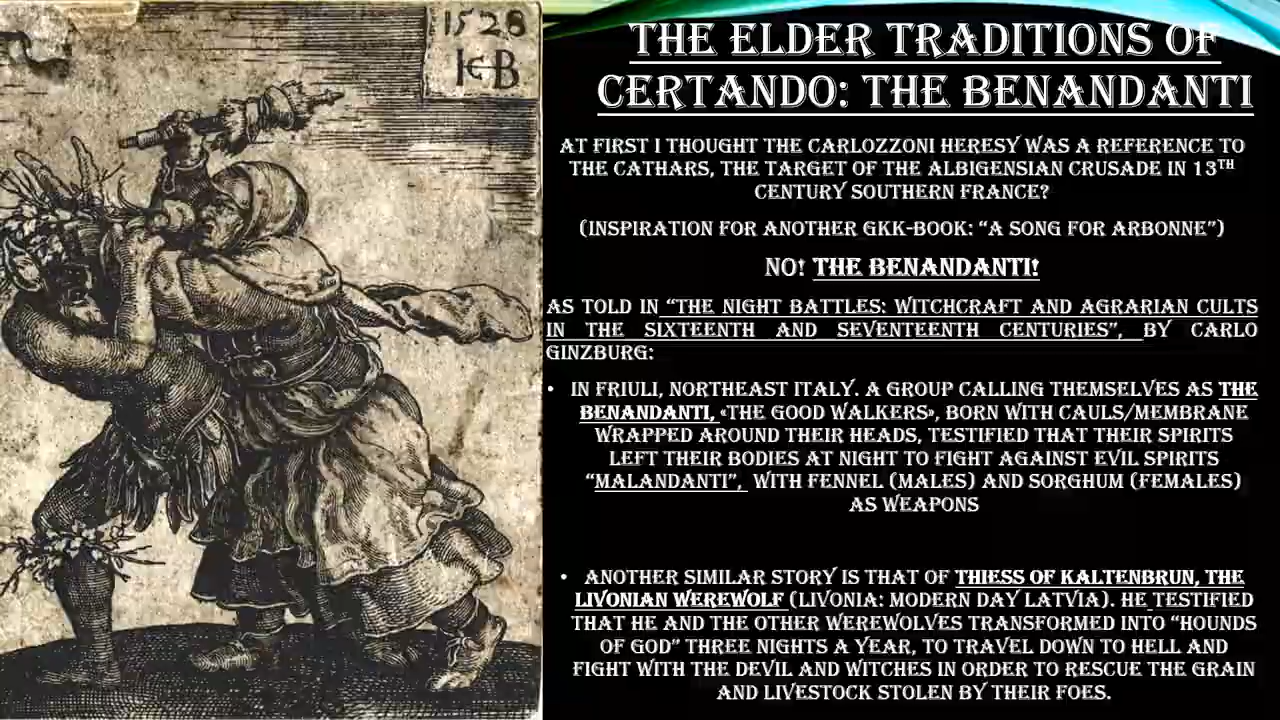 1528
ICB
THE ELDER TRADITIONS OF
CERTANDO: THE BENANDANTI
AT FIRST I THOUGHT THE CARLOZZONI HERESY WAS A REFERENCE TO
THE CATHARS, THE TARGET OF THE ALBIGENSIAN CRUSADE IN 13TH
CENTURY SOUTHERN FRANCE?
(INSPIRATION FOR ANOTHER GKK-BOOK: “A SONG FOR ARBONNE”)
NO! THE BENANDANTI!
AS TOLD IN “THE NIGHT BATTLES: WITCHCRAFT AND AGRARIAN CULTS
IN THE SIXTEENTH AND SEVENTEENTH CENTURIES”, BY CARLO
GINZBURG:
• IN FRIULI, NORTHEAST ITALY. A GROUP CALLING THEMSELVES AS THE
BENANDANTI, «THE GOOD WALKERS», BORN WITH CAULS/MEMBRANE
WRAPPED AROUND THEIR HEADS, TESTIFIED THAT THEIR SPIRITS
LEFT THEIR BODIES AT NIGHT TO FIGHT AGAINST EVIL SPIRITS
“MALANDANTI”, WITH FENNEL (MALES) AND SORGHUM (FEMALES)
AS WEAPONS
• ANOTHER SIMILAR STORY IS THAT OF THIESS OF KALTENBRUN, THE
LIVONIAN WEREWOLF (LIVONIA: MODERN DAY LATVIA). HE TESTIFIED
THAT HE AND THE OTHER WEREWOLVES TRANSFORMED INTO “HOUNDS
OF GOD” THREE NIGHTS A YEAR, TO TRAVEL DOWN TO HELL AND
FIGHT WITH THE DEVIL AND WITCHES IN ORDER TO RESCUE THE GRAIN
AND LIVESTOCK STOLEN BY THEIR FOES.